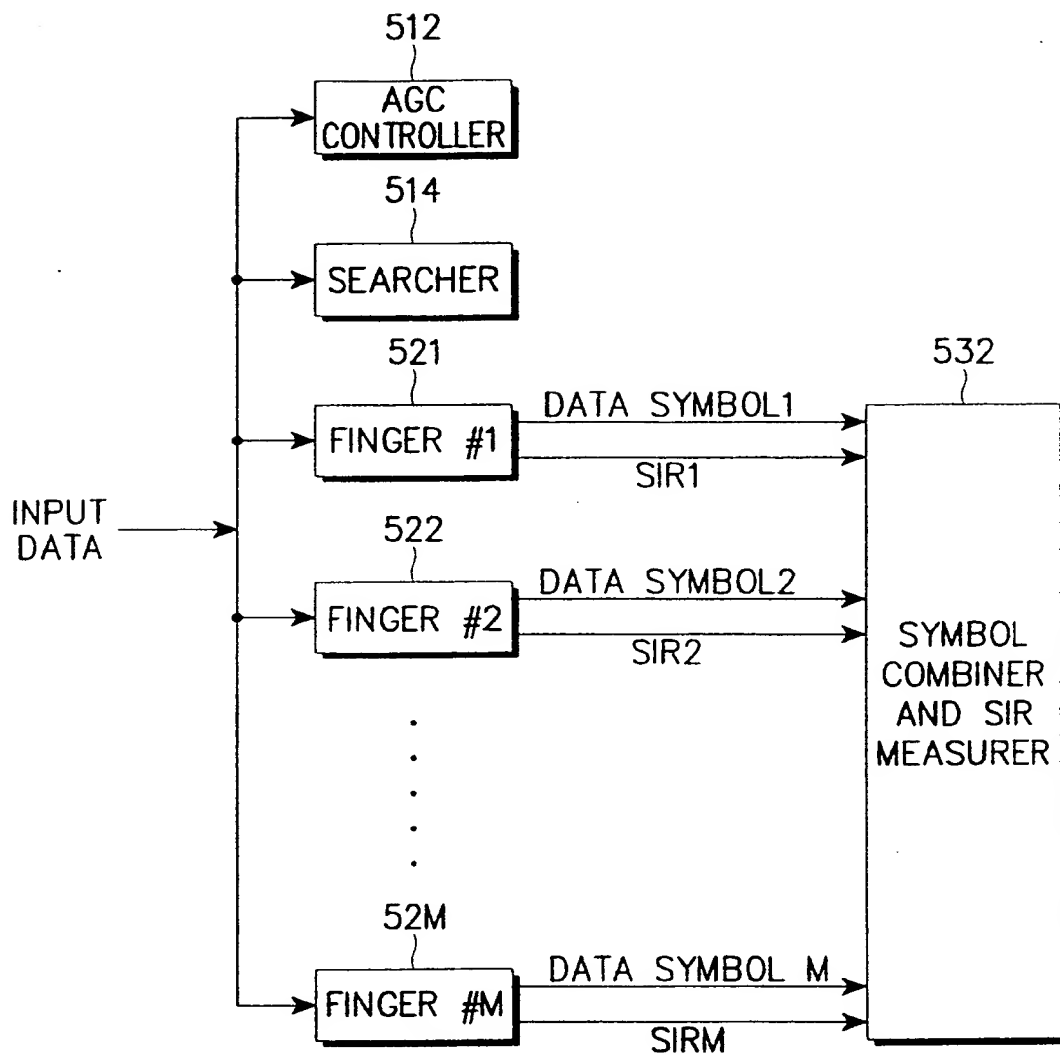 512
AGC
CONTROLLER
514
SEARCHER
521
FINGER #1
DATA SYMBOL1
SIR1
532
INPUT
DATA
522
FINGER #2
DATA SYMBOL2
SIR2
SYMBOL
COMBINER
AND SIR
MEASURER
52M
FINGER #M
DATA SYMBOL M
SIRM